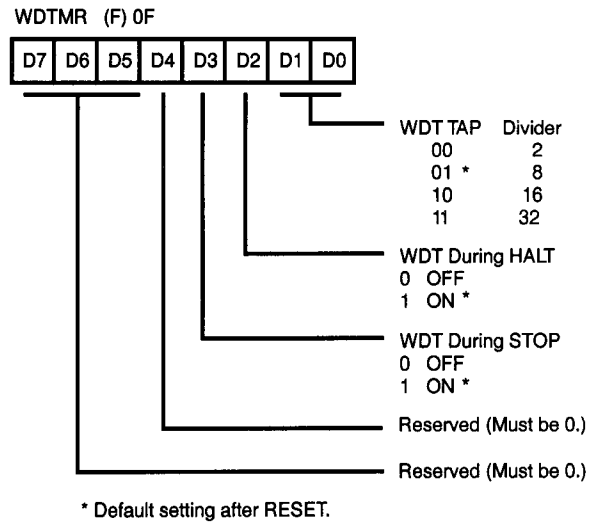 WDTMR (F) 0F
D7 D6 D5 D4 D3 D2 D1 D0
WDT TAP Divider
00 2
01 * 8
10 16
11 32
WDT During HALT
0 OFF
1 ON *
WDT During STOP
0 OFF
1 ON *
Reserved (Must be 0.)
Reserved (Must be 0.)
* Default setting after RESET.